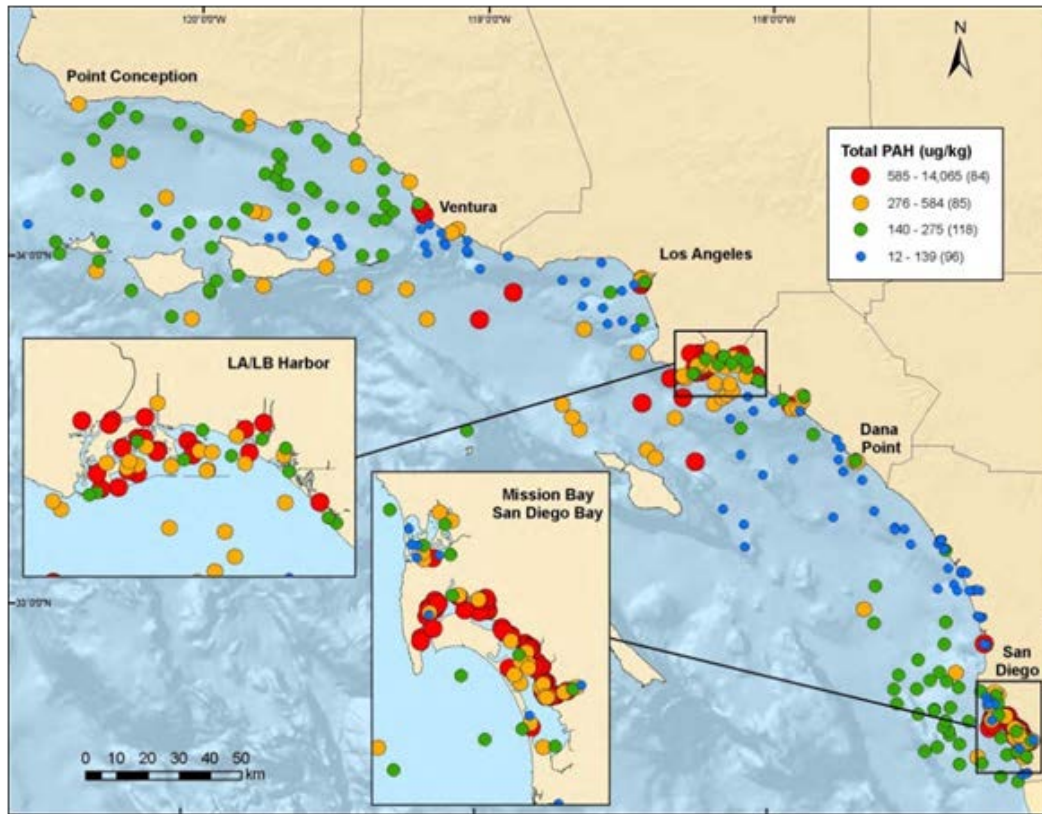 120°0'0"W
119°0'0"W
118°0'0"W
N
Point Conception
Total PAH (ug/kg)
585 - 14,065 (84)
276 - 584 (85)
140 - 275 (118)
12 - 139 (96)
Ventura
34°0'0"N
Los Angeles
LA/LB Harbor
Dana
Point
Mission Bay
San Diego Bay
33°0'0"N
San
Diego
0 10 20 30 40 50
km